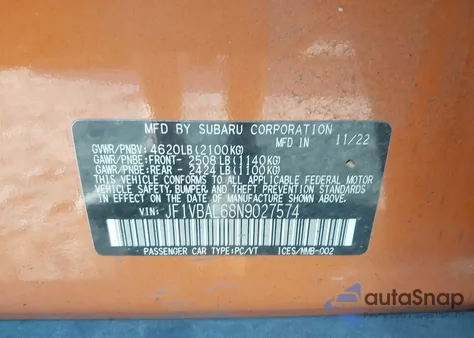 MFD BY SUBARU CORPORATION
MFD IN 11/22
GVWR/PNBV: 4620LB(2100KG)
GAWR/PNBE:FRONT- 2508LB(1140KG)
GAWR/PNBE:REAR - 2424LB(1100KG)
THIS VEHICLE CONFORMS TO ALL APPLICABLE FEDERAL MOTOR
VEHICLE SAFETY, BUMPER, AND THEFT PREVENTION STANDARDS
IN EFFECT ON THE DATE OF MANUFACTURE SHOWN ABOVE.
V.I.N: JF1VBAL68N9027574
PASSENGER CAR TYPE:PC/VT ICES/NMB-002
autoSnap